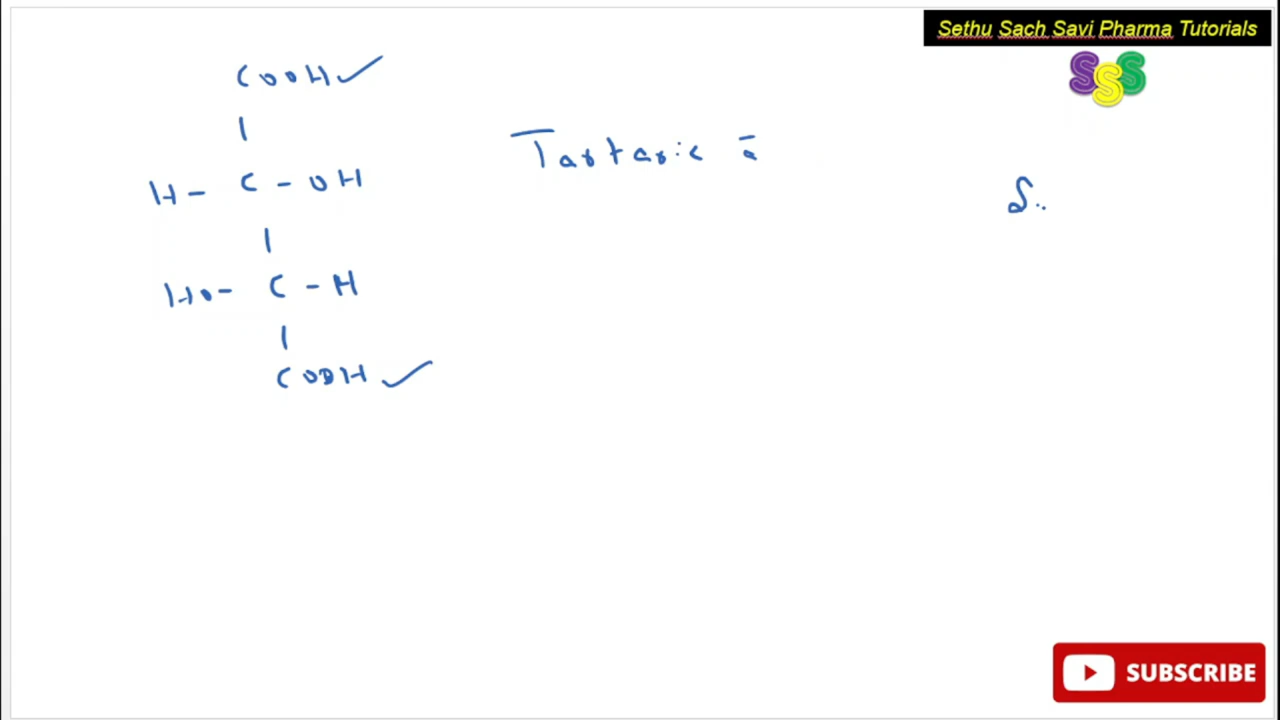 Sethu Sach Savi Pharma Tutorials
SSS
COOH ✓
|
H - C - OH
|
HO - C - H
|
COOH ✓
Tartaric ā
SUBSCRIBE